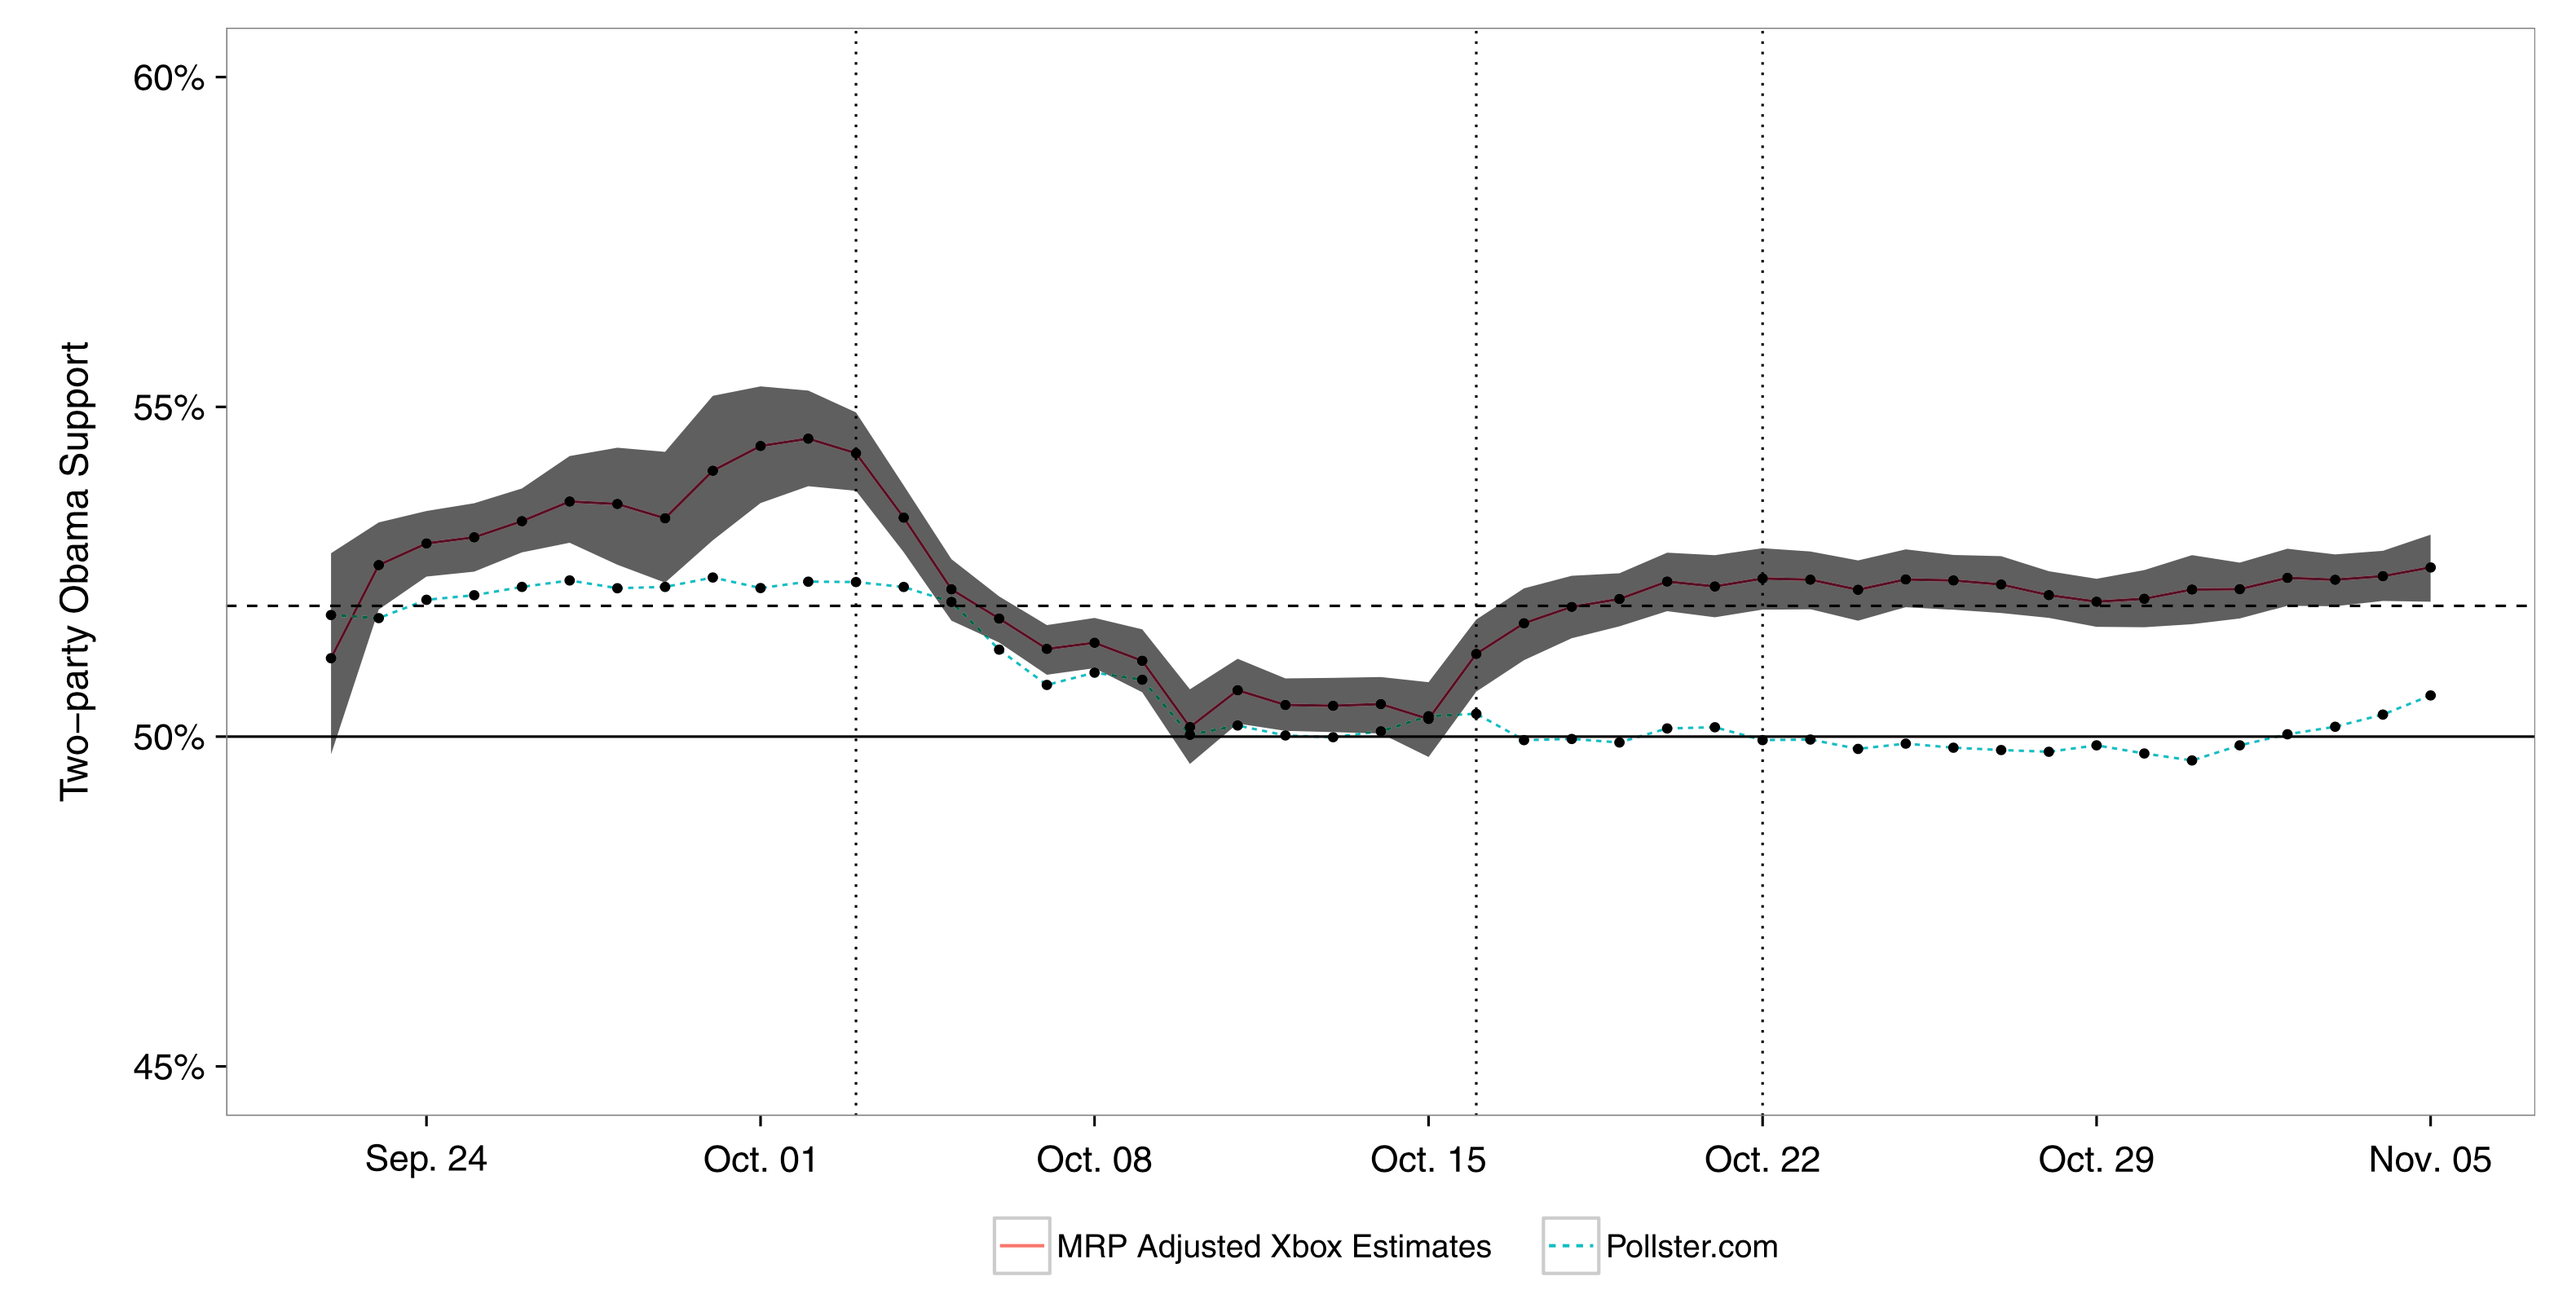 Two−party Obama Support
60%
55%
50%
45%
Sep. 24 Oct. 01 Oct. 08 Oct. 15 Oct. 22 Oct. 29 Nov. 05
MRP Adjusted Xbox Estimates Pollster.com